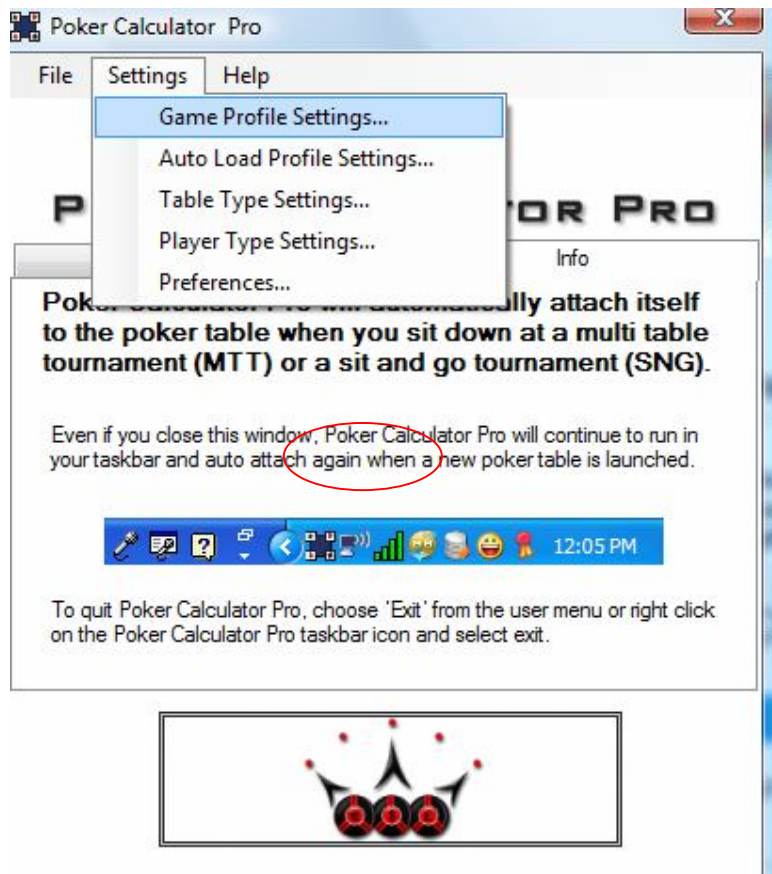 Poker Calculator Pro
File Settings Help
Game Profile Settings...
Auto Load Profile Settings...
Table Type Settings...
Player Type Settings...
Preferences...
P OR PRO
Info
Pok lly attach itself
to the poker table when you sit down at a multi table
tournament (MTT) or a sit and go tournament (SNG).
Even if you close this window, Poker Calculator Pro will continue to run in
your taskbar and auto attach again when a new poker table is launched.
12:05 PM
To quit Poker Calculator Pro, choose 'Exit' from the user menu or right click
on the Poker Calculator Pro taskbar icon and select exit.